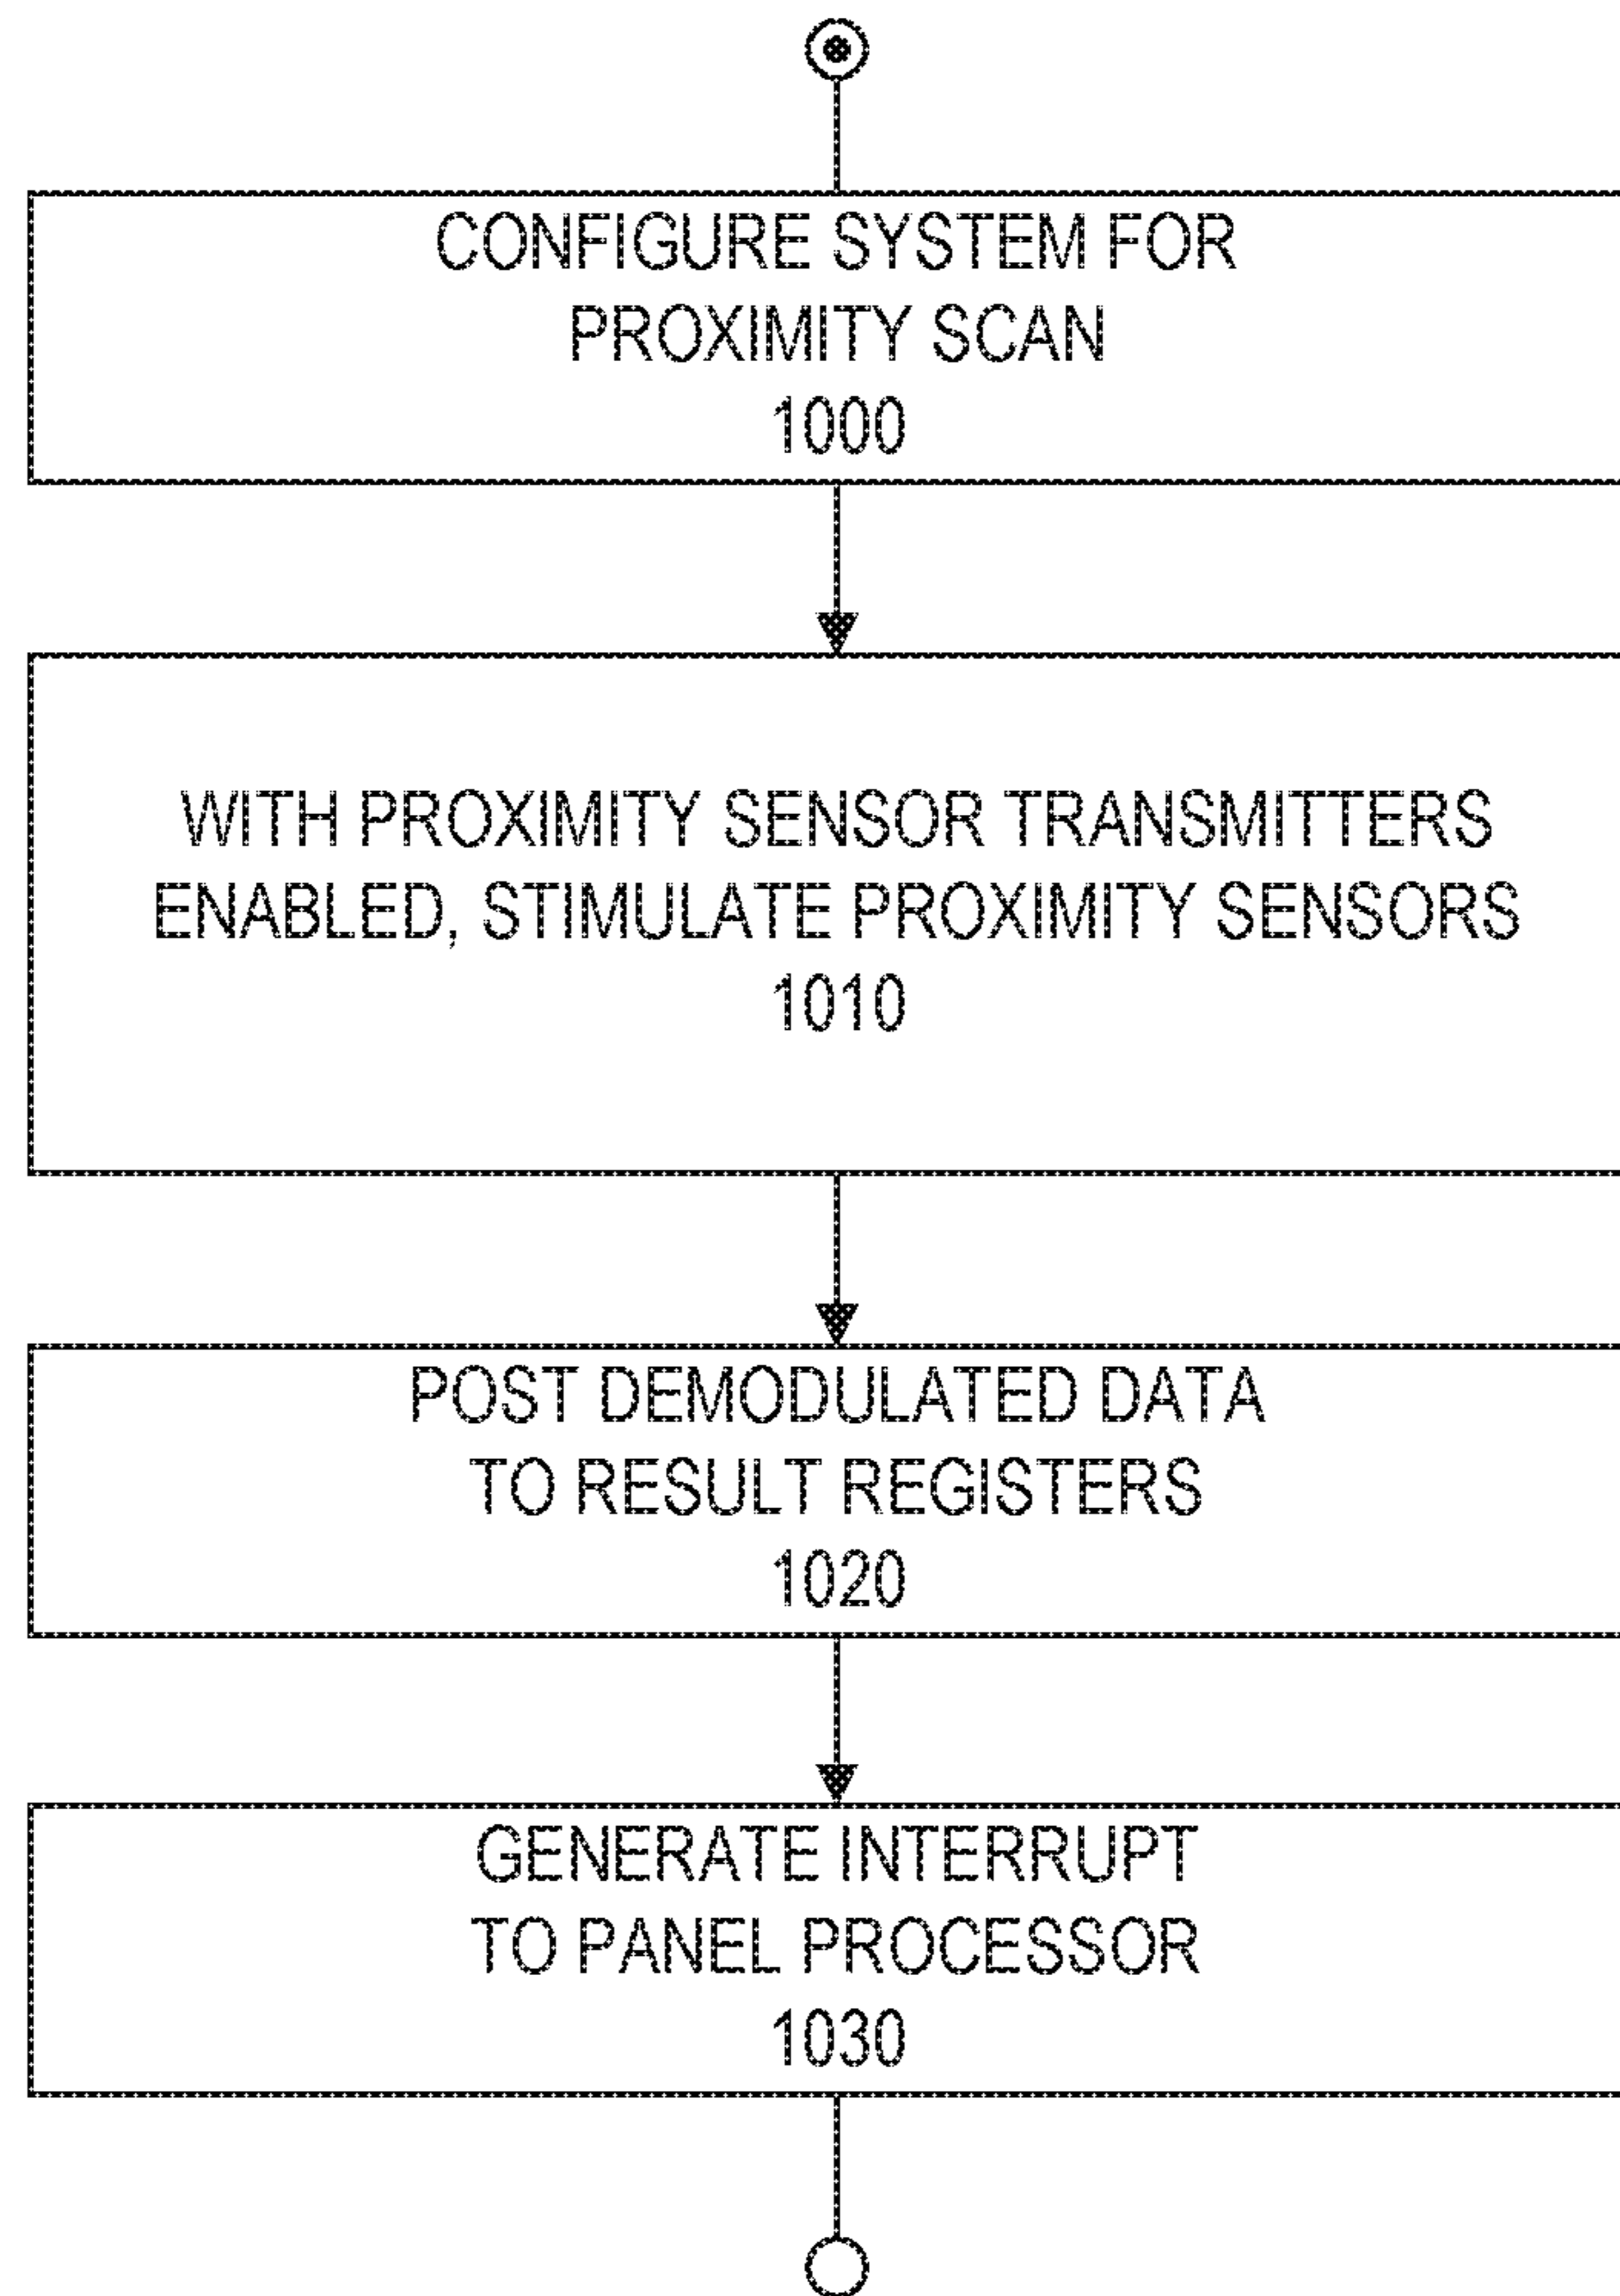 CONFIGURE SYSTEM FOR
PROXIMITY SCAN
1000
WITH PROXIMITY SENSOR TRANSMITTERS
ENABLED, STIMULATE PROXIMITY SENSORS
1010
POST DEMODULATED DATA
TO RESULT REGISTERS
1020
GENERATE INTERRUPT
TO PANEL PROCESSOR
1030